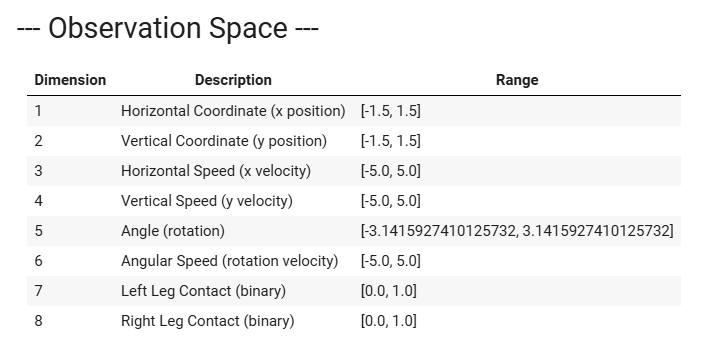 --- Observation Space ---
Dimension Description Range
1 Horizontal Coordinate (x position) [-1.5, 1.5]
2 Vertical Coordinate (y position) [-1.5, 1.5]
3 Horizontal Speed (x velocity) [-5.0, 5.0]
4 Vertical Speed (y velocity) [-5.0, 5.0]
5 Angle (rotation) [-3.1415927410125732, 3.1415927410125732]
6 Angular Speed (rotation velocity) [-5.0, 5.0]
7 Left Leg Contact (binary) [0.0, 1.0]
8 Right Leg Contact (binary) [0.0, 1.0]